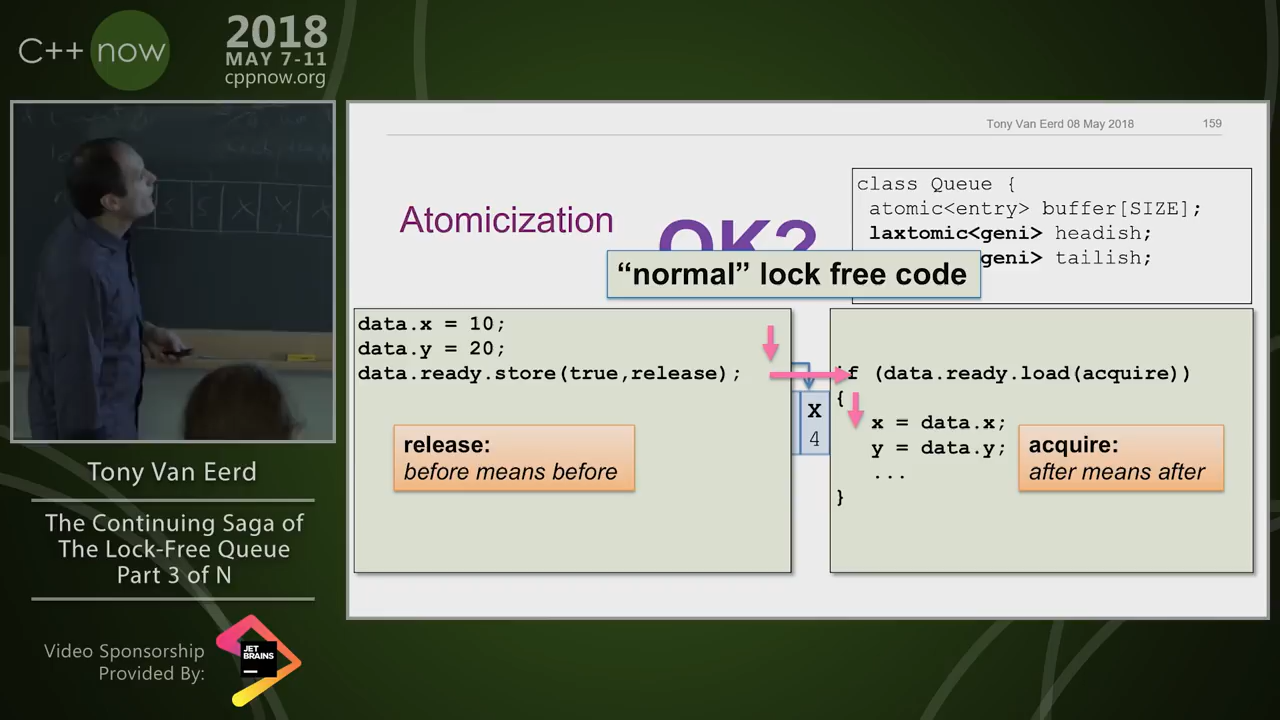 C++ now
2018
MAY 7-11
cppnow.org
Tony Van Eerd 08 May 2018
159
Atomicization
OK?
class Queue {
atomic<entry> buffer[SIZE];
laxtomic<geni> headish;
geni> tailish;
“normal” lock free code
data.x = 10;
data.y = 20;
data.ready.store(true,release);
release:
before means before
X
4
if (data.ready.load(acquire))
{
x = data.x;
y = data.y;
...
}
acquire:
after means after
Tony Van Eerd
The Continuing Saga of
The Lock-Free Queue
Part 3 of N
Video Sponsorship
Provided By:
JET
BRAINS